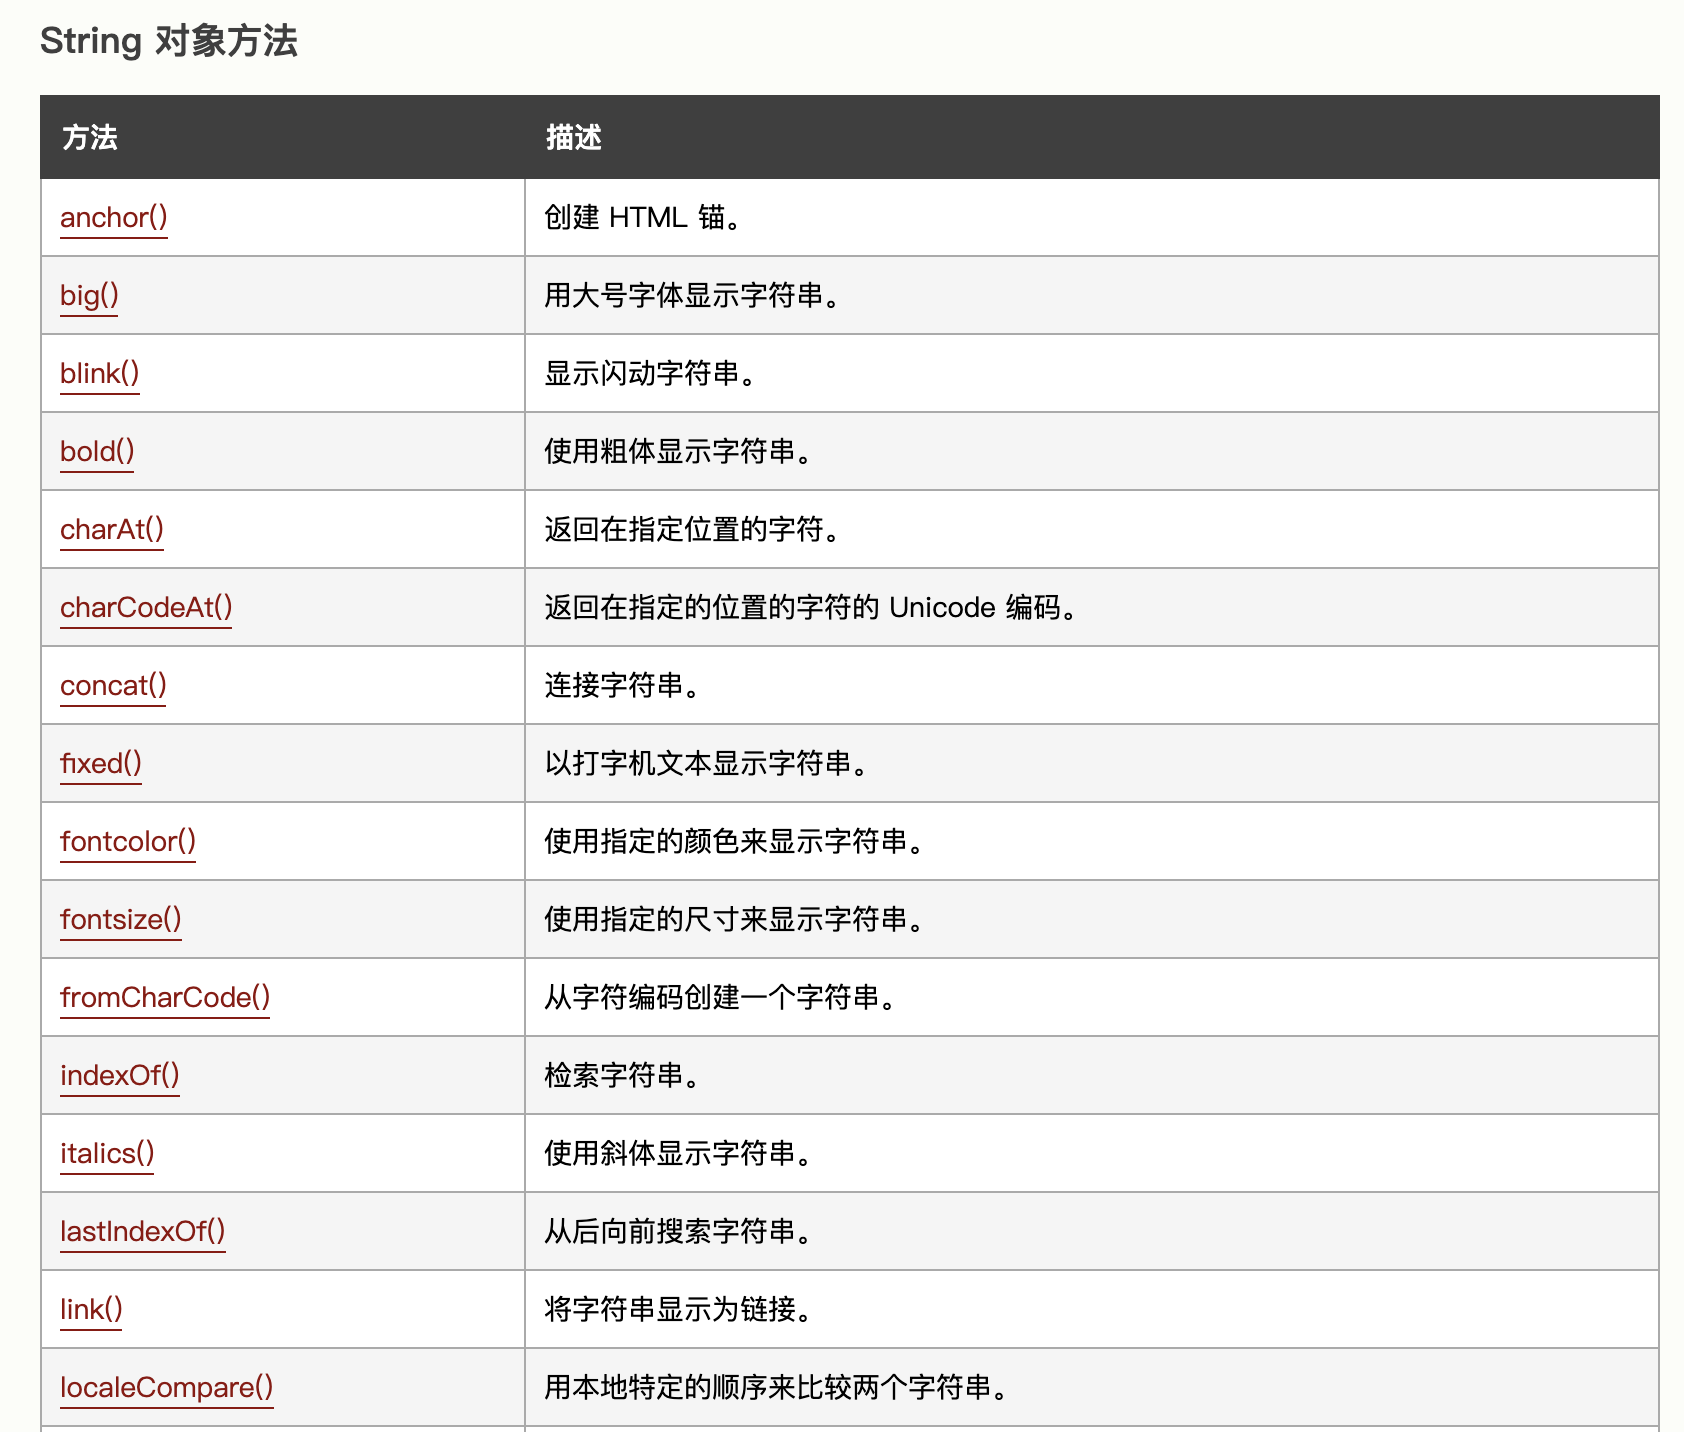 String 对象方法
方法 描述
anchor() 创建 HTML 锚。
big() 用大号字体显示字符串。
blink() 显示闪动字符串。
bold() 使用粗体显示字符串。
charAt() 返回在指定位置的字符。
charCodeAt() 返回在指定的位置的字符的 Unicode 编码。
concat() 连接字符串。
fixed() 以打字机文本显示字符串。
fontcolor() 使用指定的颜色来显示字符串。
fontsize() 使用指定的尺寸来显示字符串。
fromCharCode() 从字符编码创建一个字符串。
indexOf() 检索字符串。
italics() 使用斜体显示字符串。
lastIndexOf() 从后向前搜索字符串。
link() 将字符串显示为链接。
localeCompare() 用本地特定的顺序来比较两个字符串。